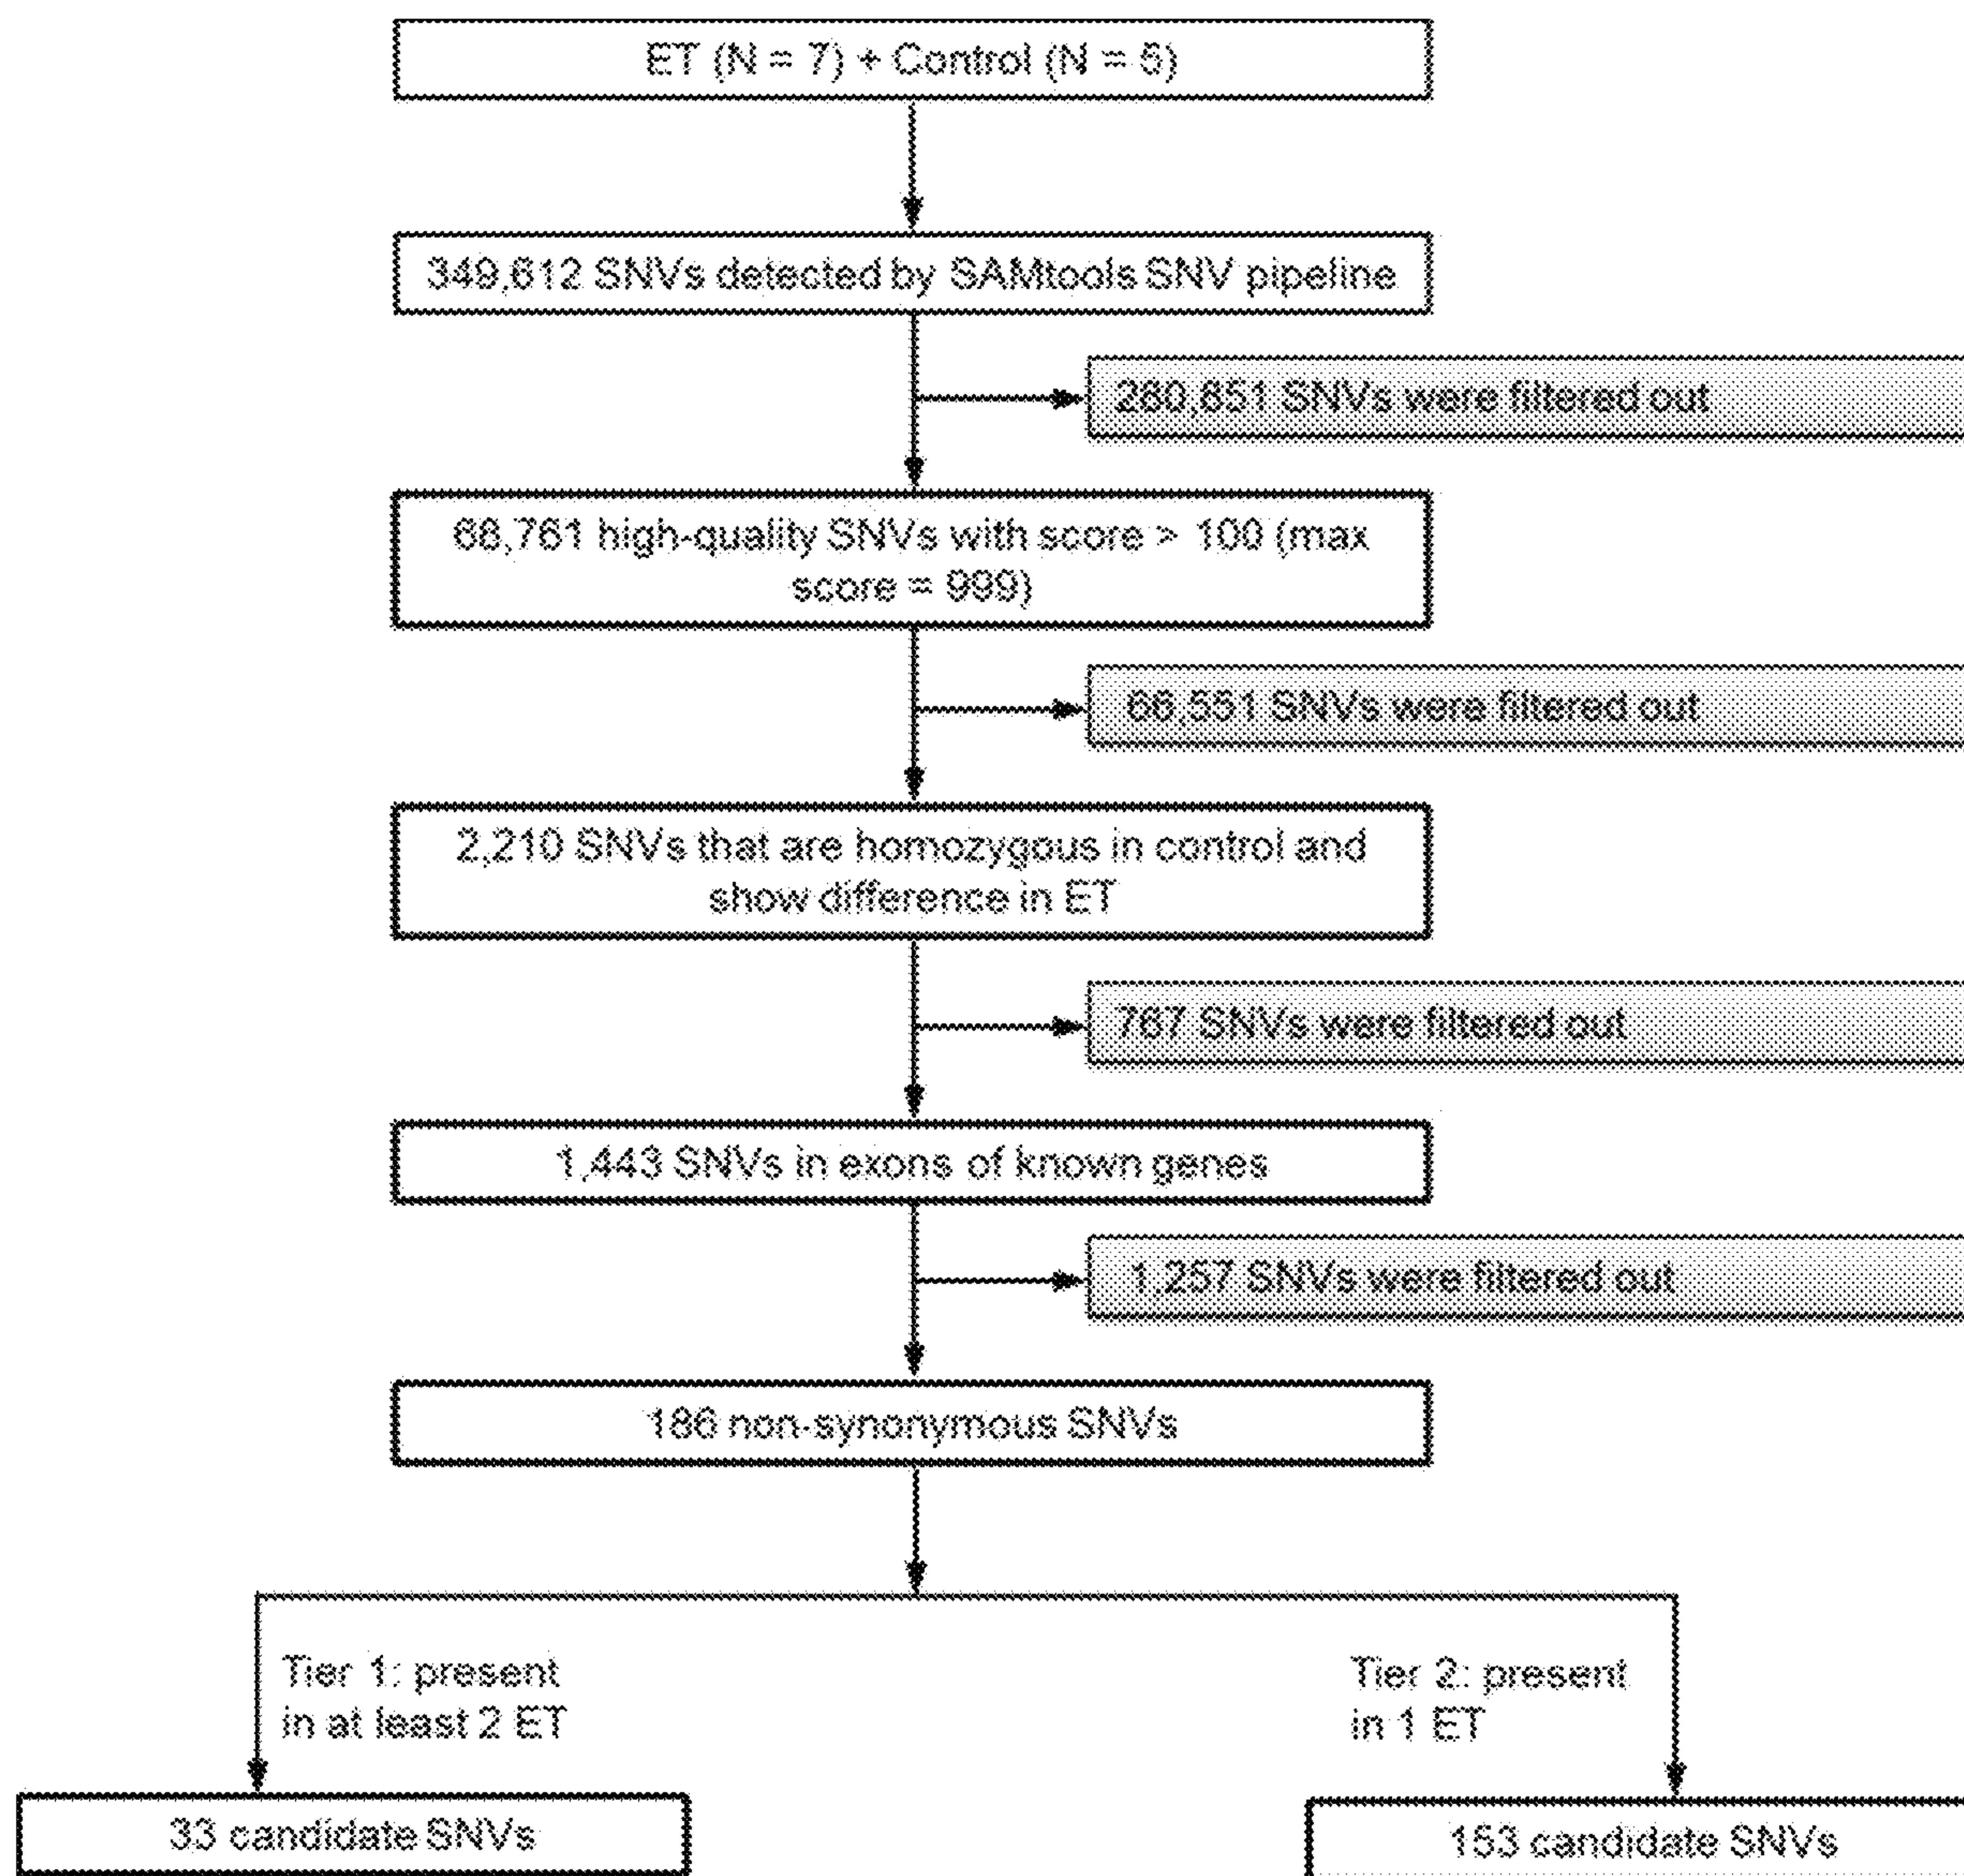 ET (N = 7) + Control (N = 5)
349,612 SNVs detected by SAMtools SNV pipeline
280,851 SNVs were filtered out
68,761 high-quality SNVs with score > 100 (max
score = 999)
66,551 SNVs were filtered out
2,210 SNVs that are homozygous in control and
show difference in ET
767 SNVs were filtered out
1,443 SNVs in exons of known genes
1,257 SNVs were filtered out
186 non-synonymous SNVs
Tier 1: present
in at least 2 ET
Tier 2: present
in 1 ET
33 candidate SNVs
153 candidate SNVs